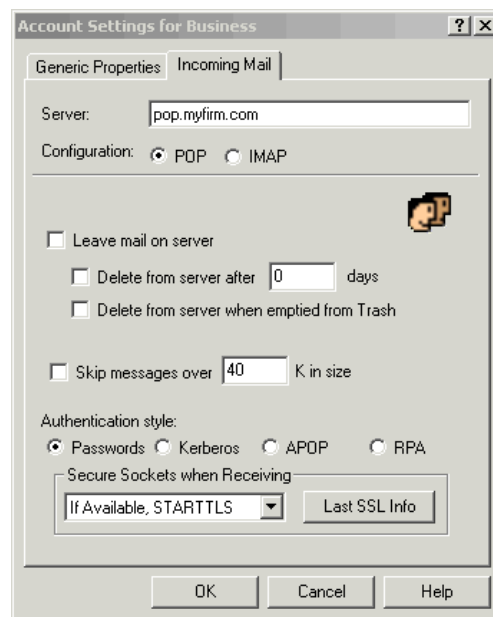 Account Settings for Business
Generic Properties Incoming Mail
Server: pop.myfirm.com
Configuration: POP IMAP
Leave mail on server
Delete from server after 0 days
Delete from server when emptied from Trash
Skip messages over 40 K in size
Authentication style:
Passwords Kerberos APOP RPA
Secure Sockets when Receiving
If Available, STARTTLS Last SSL Info
OK Cancel Help